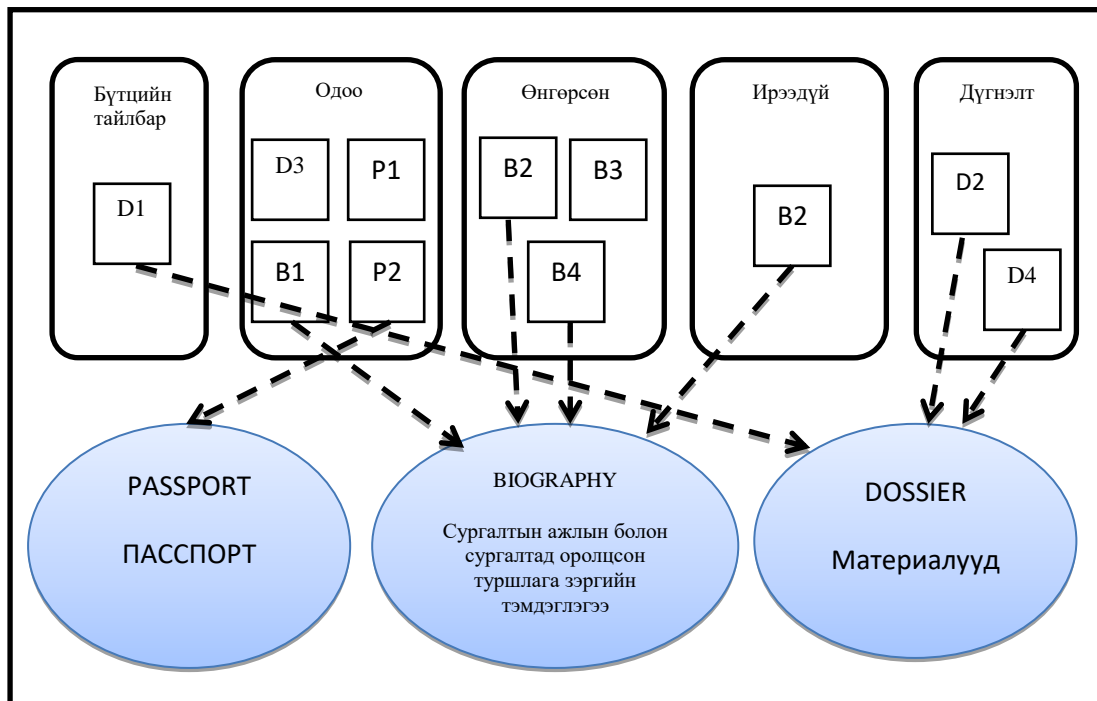 Бүтцийн
тайлбар
D1
Одоо
D3
P1
B1
P2
Өнгөрсөн
B2
B3
B4
Ирээдүй
B2
Дүгнэлт
D2
D4
PASSPORT
ПАССПОРТ
BIOGRAPHY
Сургалтын ажлын болон
сургалтад оролцсон
туршлага зэргийн
тэмдэглэгээ
DOSSIER
Материалууд